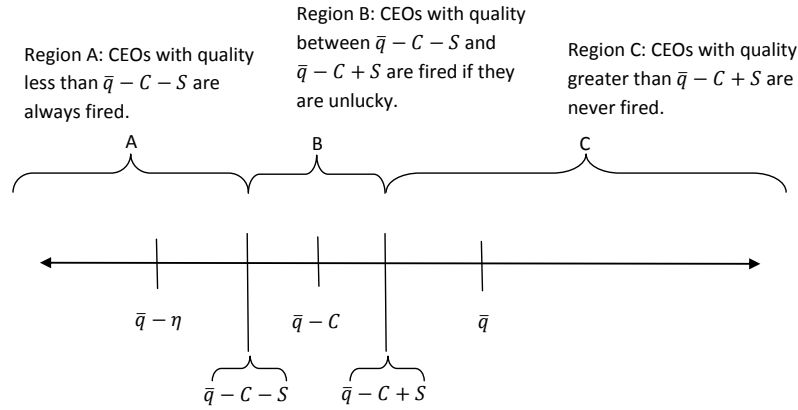 Region A: CEOs with quality
less than q̄ − C − S are
always fired.
Region B: CEOs with quality
between q̄ − C − S and
q̄ − C + S are fired if they
are unlucky.
Region C: CEOs with quality
greater than q̄ − C + S are
never fired.
A
B
C
q̄ − η
q̄ − C
q̄
q̄ − C − S
q̄ − C + S